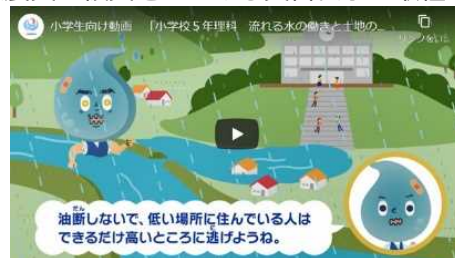 小学生向け動画 「小学校5年理科 流れる水の働きと土地の...
だん
油断しないで、低い場所に住んでいる人は
に
できるだけ高いところに逃げようね。